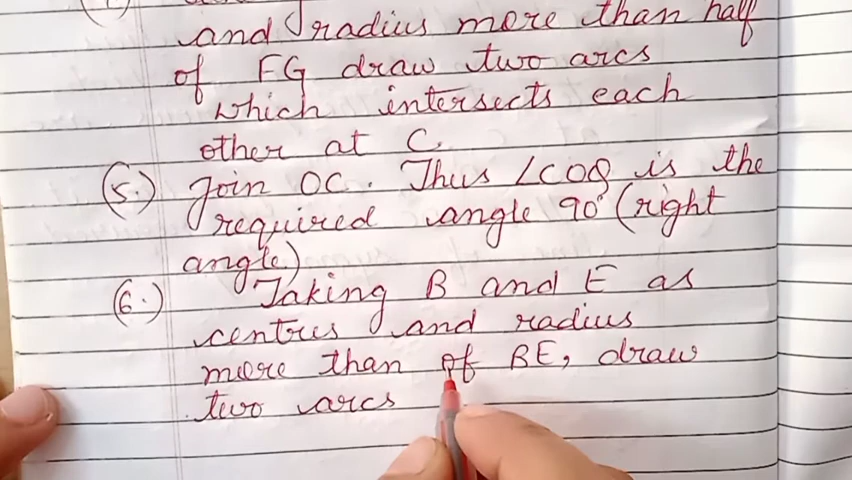 and radius more than half
of FG draw two arcs
which intersects each
other at C.
(5.) Join OC. Thus ∠COQ is the
required angle 90° (right
angle)
(6.) Taking B and E as
centrus and radius
more than of BE, draw
two arcs